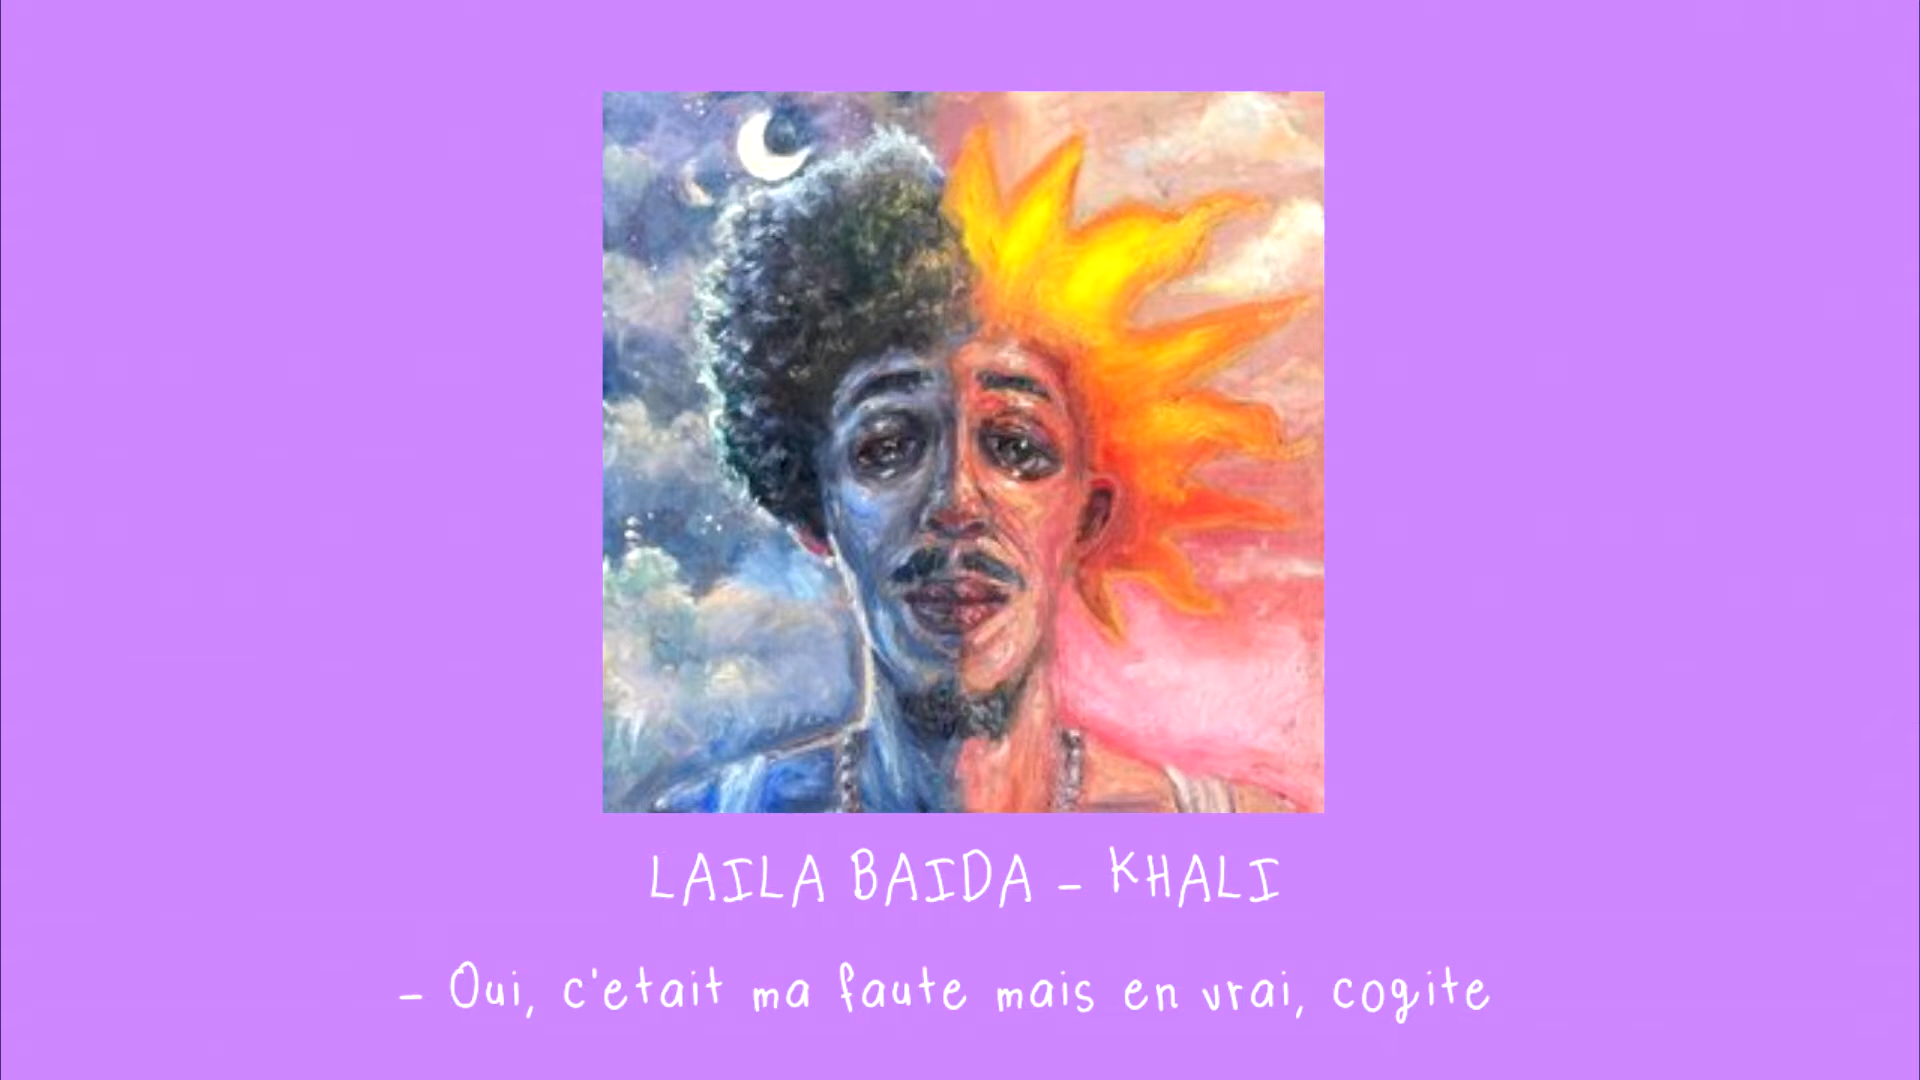 LAILA BAIDA - KHALI
- Oui, c'etait ma faute mais en vrai, cogite